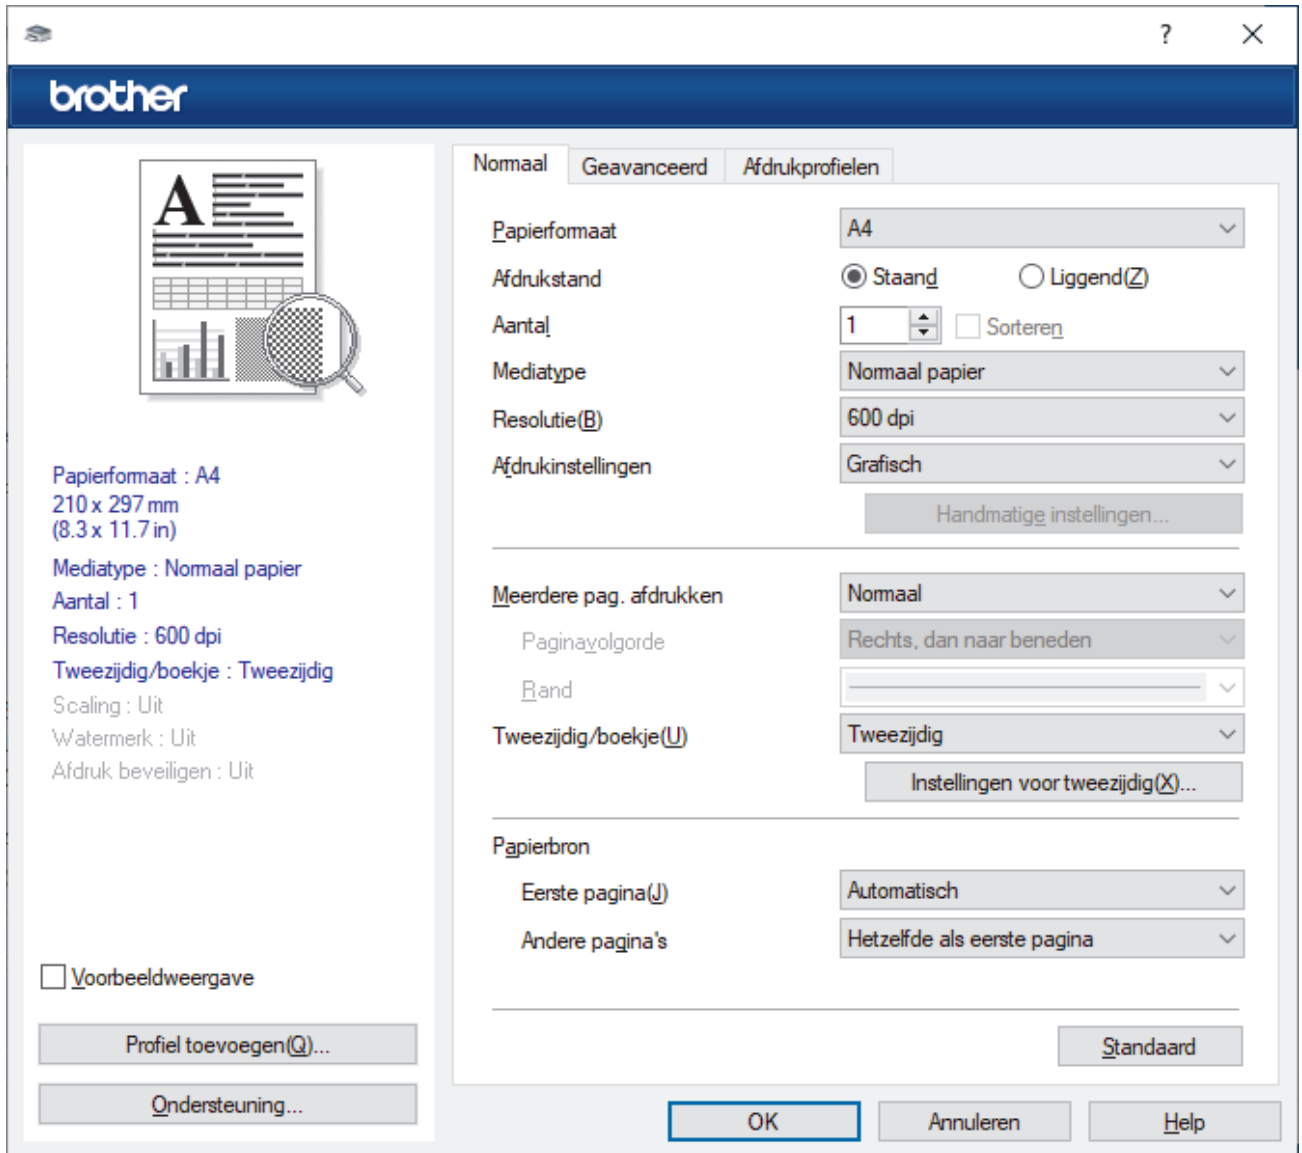 ?
brother
A
Normaal Geavanceerd Afdrukprofielen
Papierformaat A4
Afdrukstand Staand Liggend(Z)
Aantal 1 Sorteren
Mediatype Normaal papier
Resolutie(B) 600 dpi
Afdrukinstellingen Grafisch
Handmatige instellingen...
Meerdere pag. afdrukken Normaal
Paginavolgorde Rechts, dan naar beneden
Rand
Tweezijdig/boekje(U) Tweezijdig
Instellingen voor tweezijdig(X)...
Papierbron
Eerste pagina(J) Automatisch
Andere pagina's Hetzelfde als eerste pagina
Standaard
Papierformaat : A4
210 x 297 mm
(8.3 x 11.7 in)
Mediatype : Normaal papier
Aantal : 1
Resolutie : 600 dpi
Tweezijdig/boekje : Tweezijdig
Scaling : Uit
Watermerk : Uit
Afdruk beveiligen : Uit
Voorbeeldweergave
Profiel toevoegen(Q)...
Ondersteuning...
OK Annuleren Help